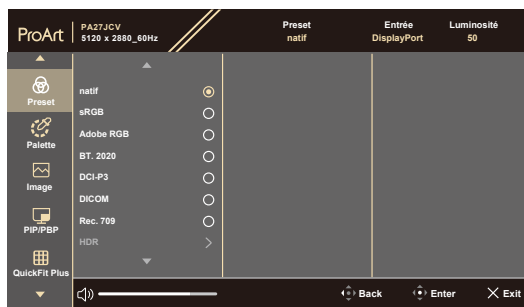 ProArt
PA27JCV
5120 x 2880_60Hz
Preset
natif
Entrée
DisplayPort
Luminosité
50
Preset
Palette
Image
PIP/PBP
QuickFit Plus
natif
sRGB
Adobe RGB
BT. 2020
DCI-P3
DICOM
Rec. 709
HDR
Back
Enter
Exit